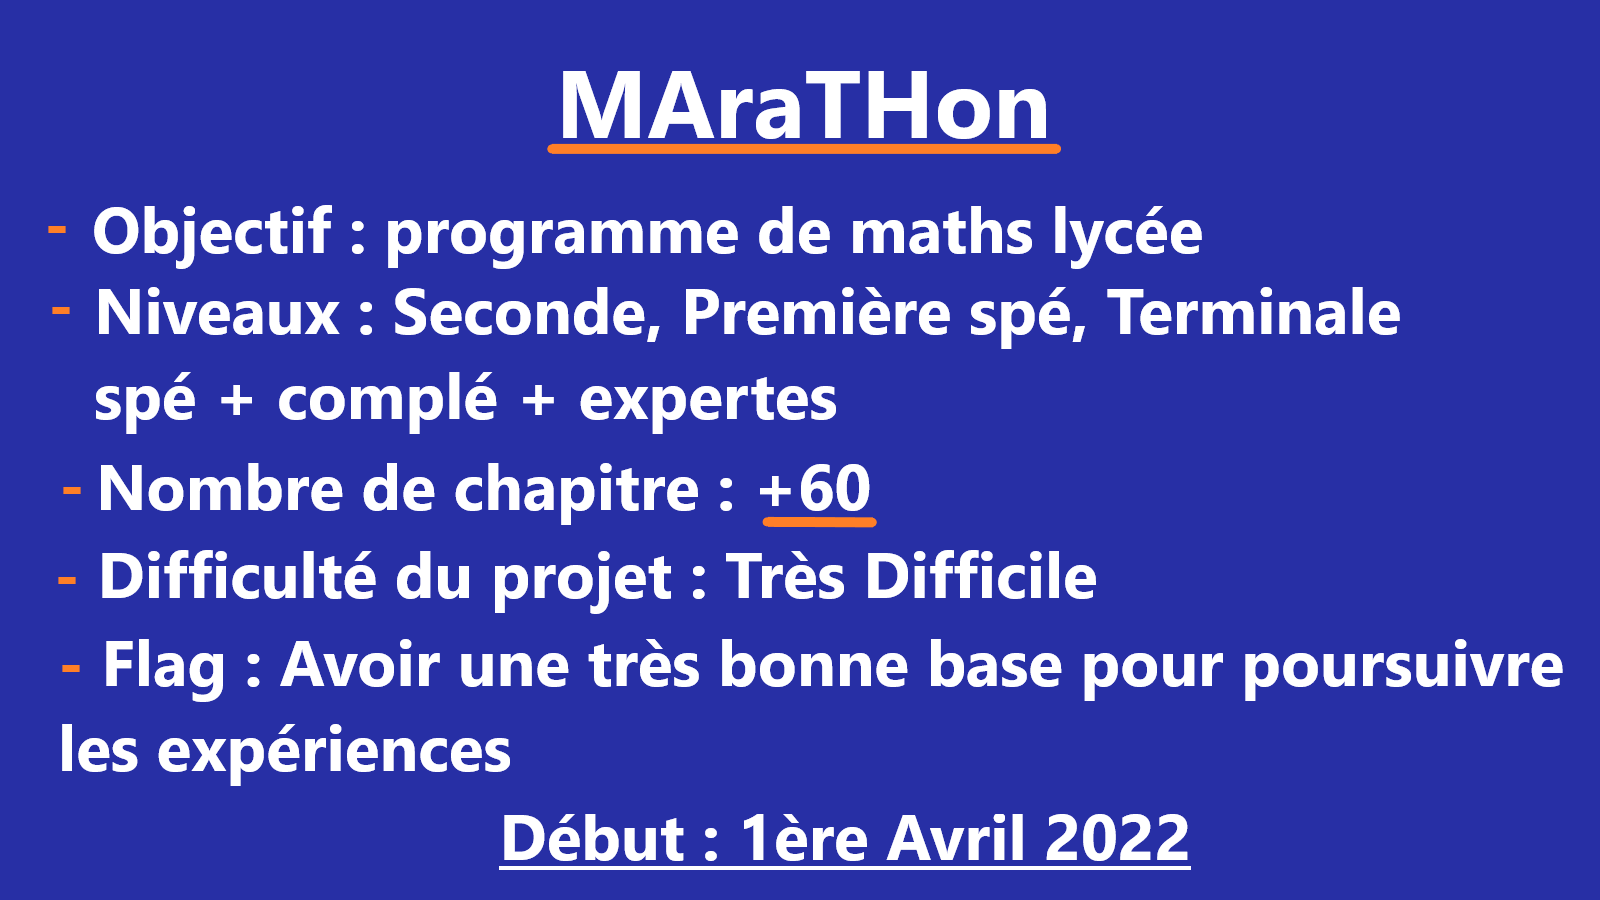 MAraTHon
- Objectif : programme de maths lycée
- Niveaux : Seconde, Première spé, Terminale
spé + complé + expertes
- Nombre de chapitre : +60
- Difficulté du projet : Très Difficile
- Flag : Avoir une très bonne base pour poursuivre
les expériences
Début : 1ère Avril 2022